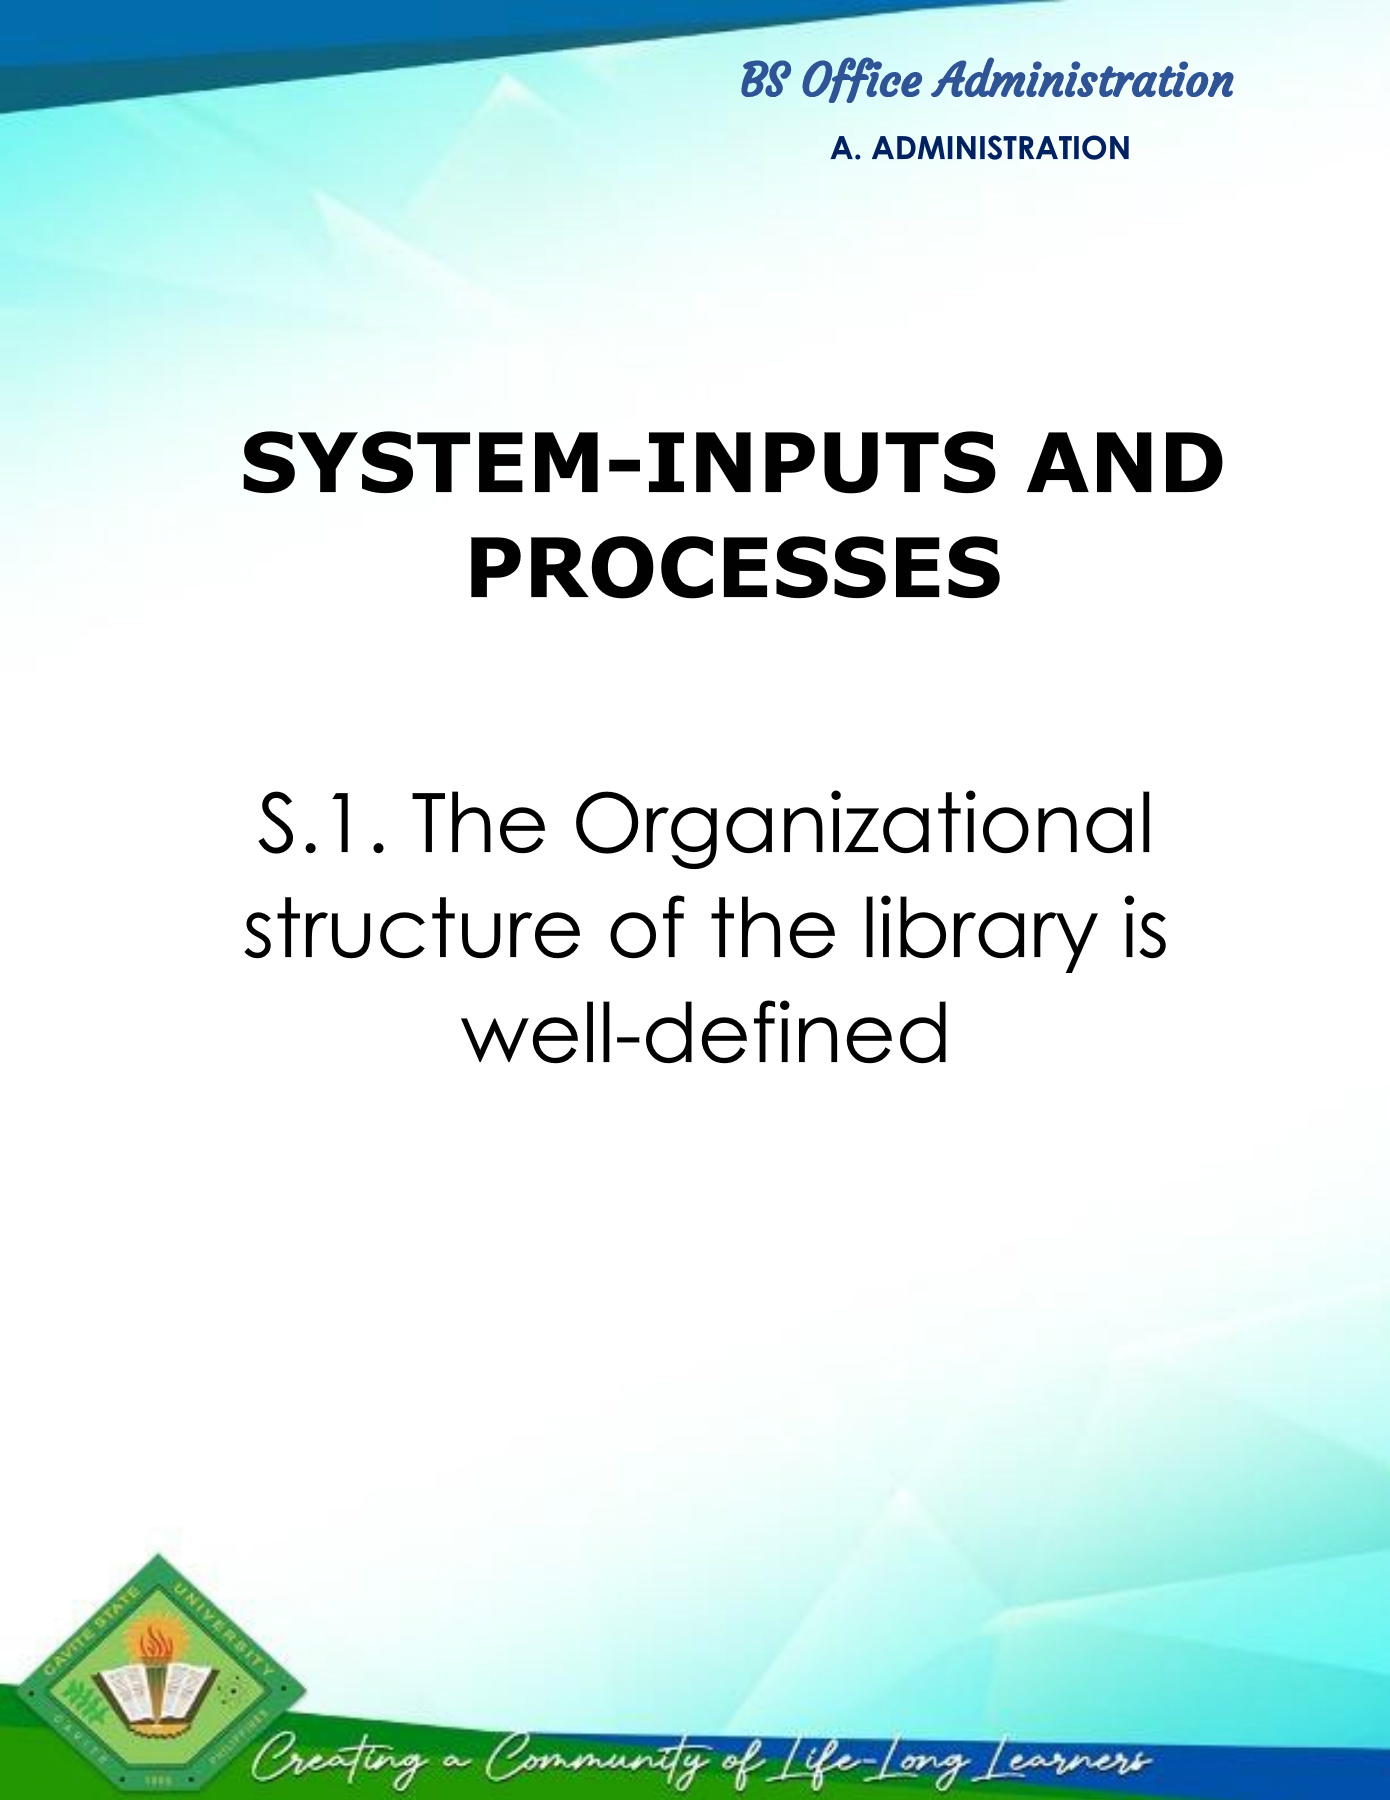 BS Office Administration
A. ADMINISTRATION
SYSTEM-INPUTS AND
PROCESSES
S.1. The Organizational
structure of the library is
well-defined
CAVITE STATE UNIVERSITY
CAVITE PHILIPPINES
Creating a Community of Life-Long Learners